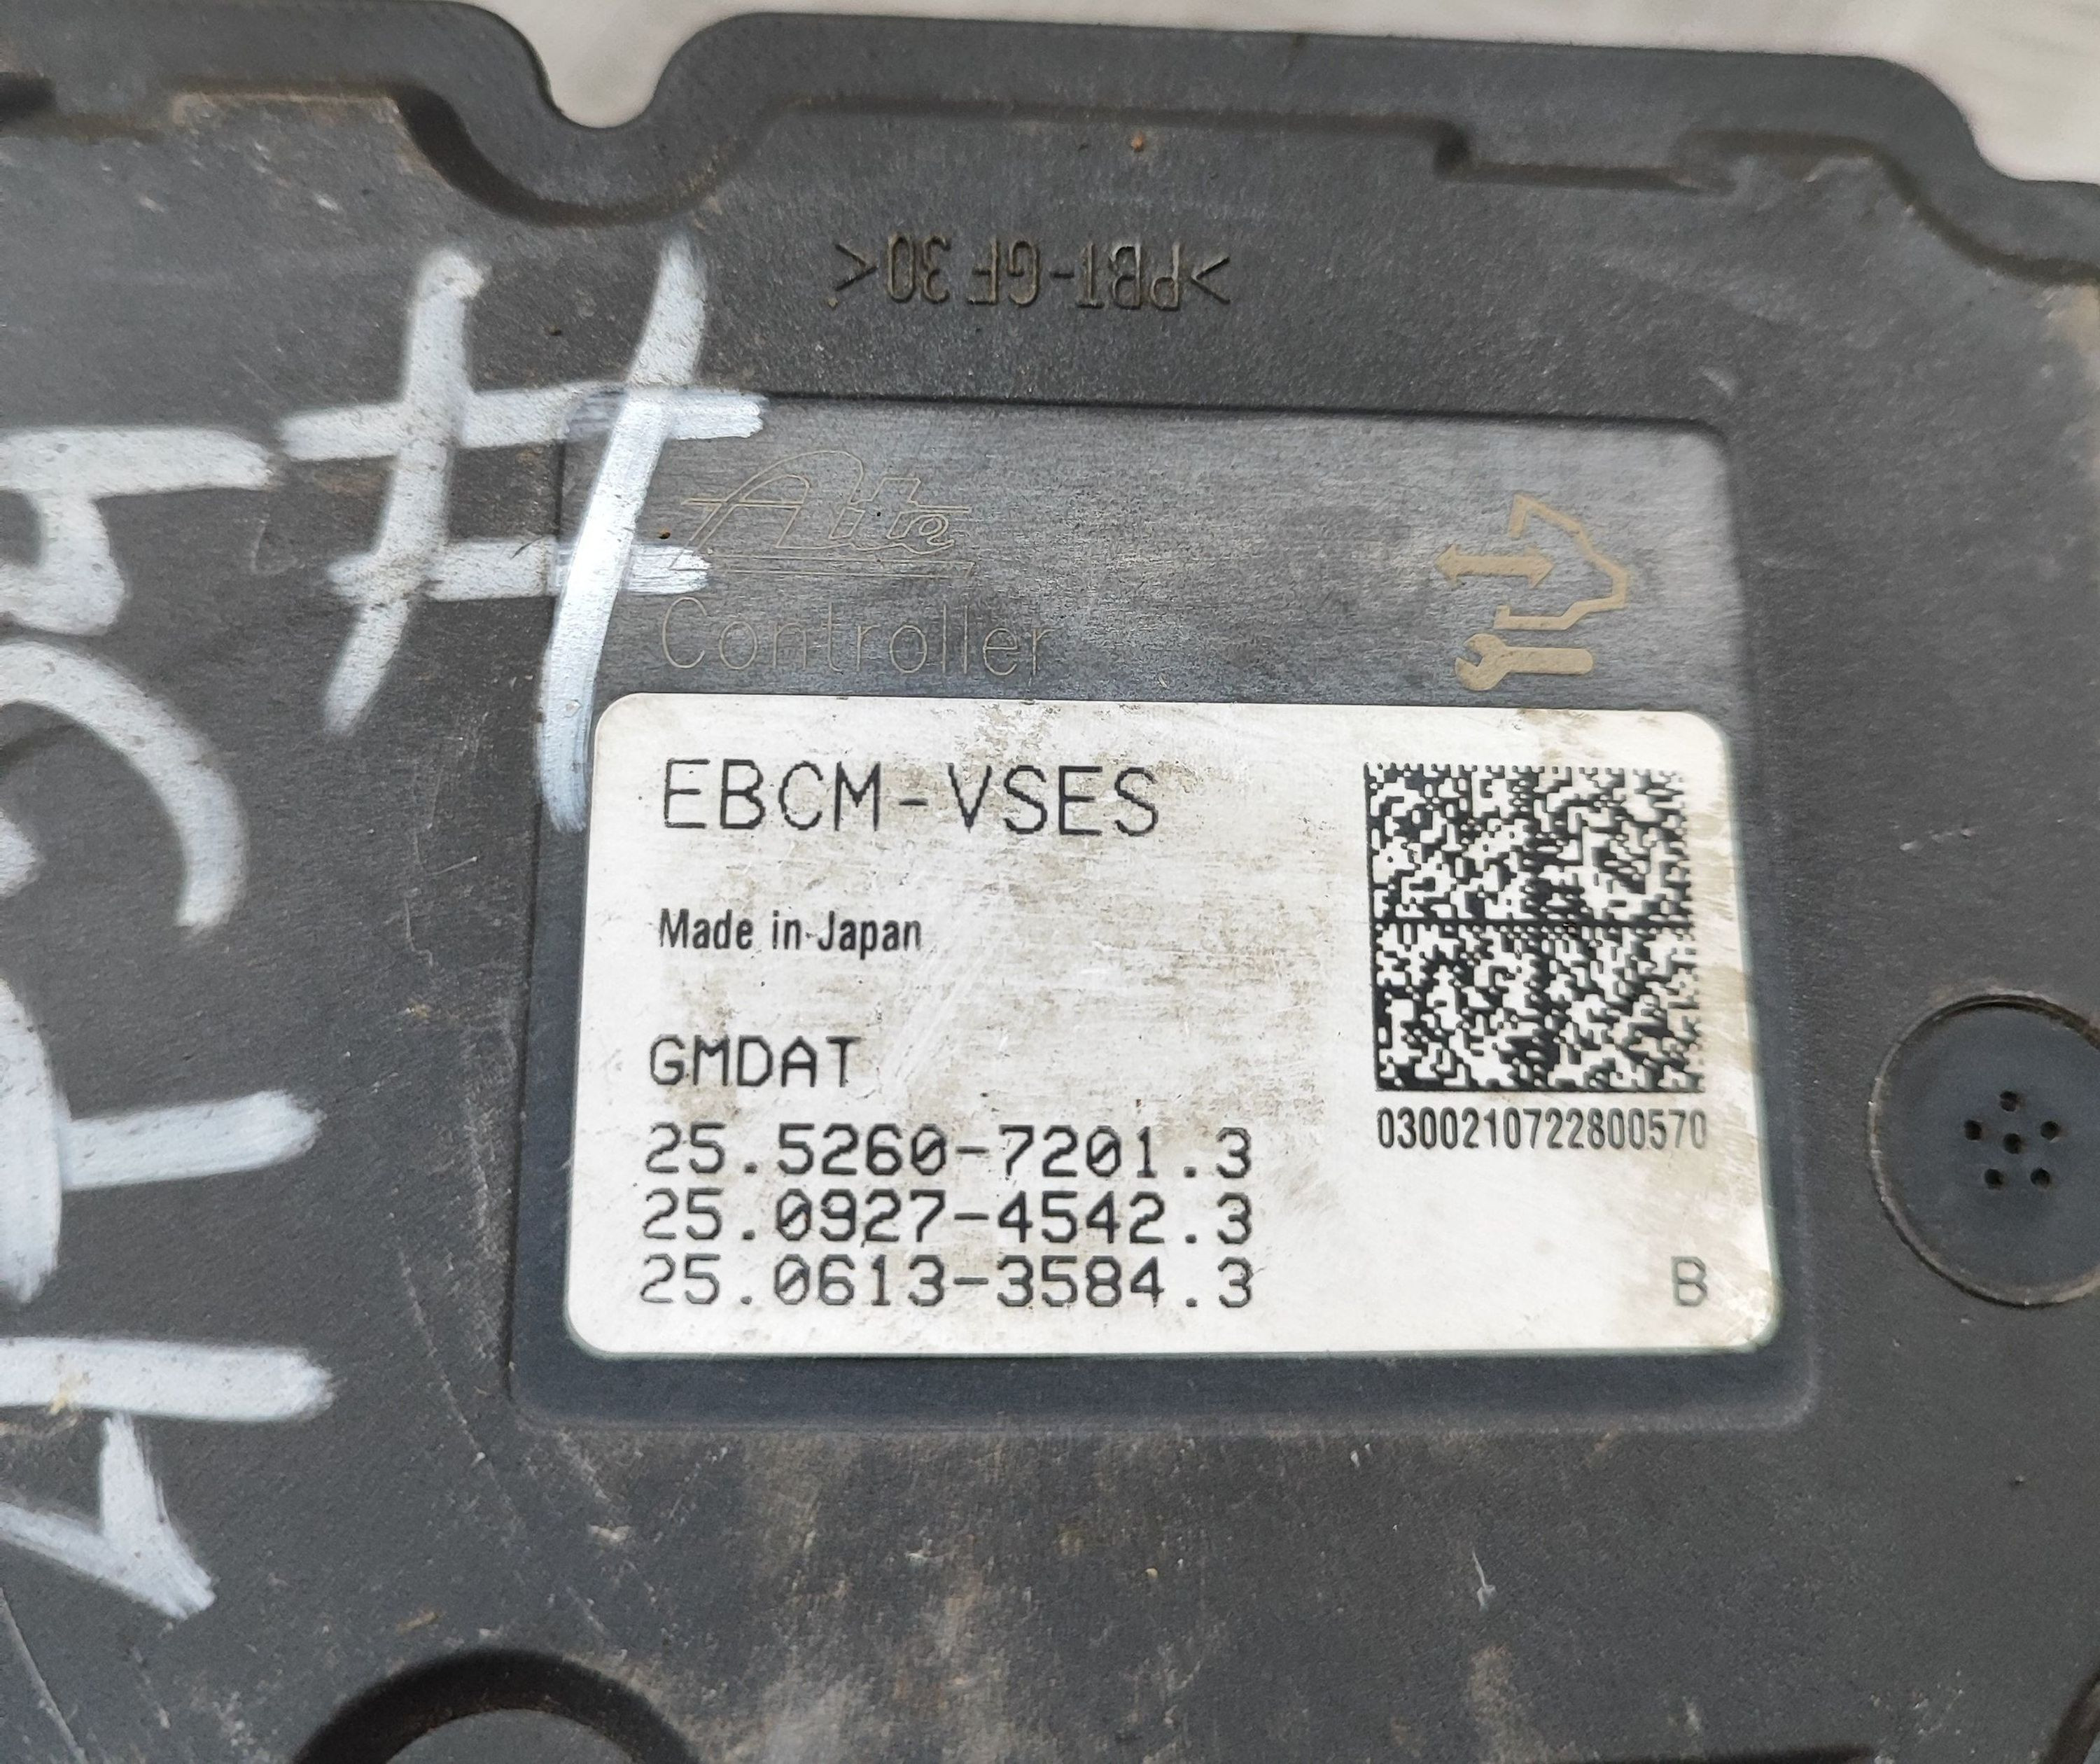 >PBT-GF 30<
#
Ate
Controller
EBCM-VSES
Made in Japan
GMDAT
25.5260-7201.3
25.0927-4542.3
25.0613-3584.3
0300210722800570
B